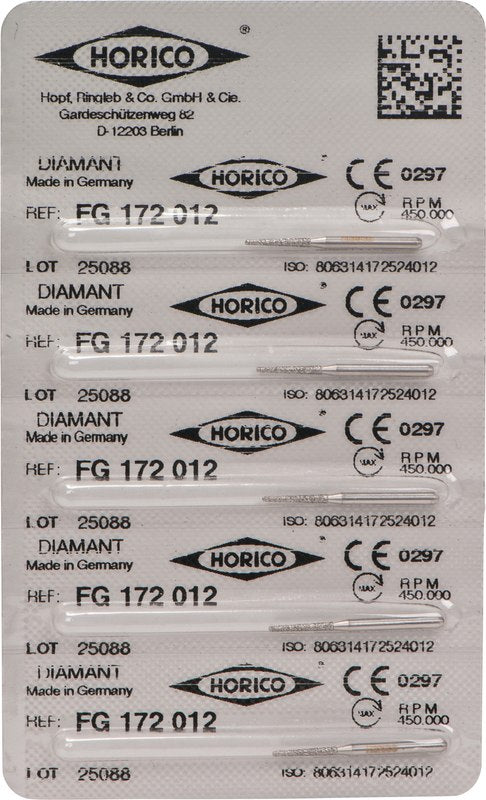 HORICO ®
Hopf, Ringleb & Co. GmbH & Cie.
Gardeschützenweg 82
D-12203 Berlin
DIAMANT
Made in Germany
HORICO
CE 0297
REF: FG 172 012
MAX
RPM
450.000
LOT 25088
ISO: 806314172524012
DIAMANT
Made in Germany
HORICO
CE 0297
REF: FG 172 012
MAX
RPM
450.000
LOT 25088
ISO: 806314172524012
DIAMANT
Made in Germany
HORICO
CE 0297
REF: FG 172 012
MAX
RPM
450.000
LOT 25088
ISO: 806314172524012
DIAMANT
Made in Germany
HORICO
CE 0297
REF: FG 172 012
MAX
RPM
450.000
LOT 25088
ISO: 806314172524012
DIAMANT
Made in Germany
HORICO
CE 0297
REF: FG 172 012
MAX
RPM
450.000
LOT 25088
ISO: 806314172524012